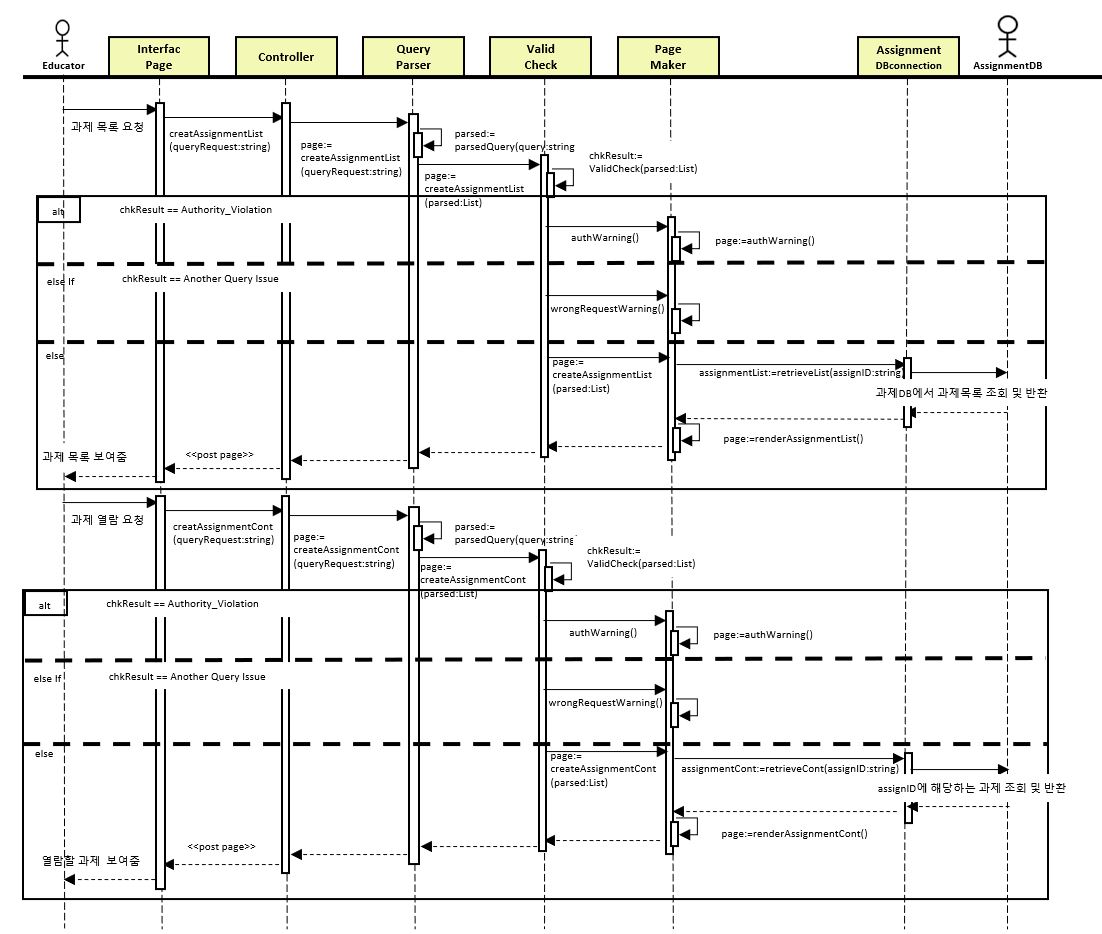 Educator
Interfac
Page
Controller
Query
Parser
Valid
Check
Page
Maker
Assignment
DBconnection
AssignmentDB
과제 목록 요청
creatAssignmentList
(queryRequest:string)
page:=
createAssignmentList
(queryRequest:string)
parsed:=
parsedQuery(query:string
page:=
createAssignmentList
(parsed:List)
chkResult:=
ValidCheck(parsed:List)
alt
chkResult == Authority_Violation
authWarning()
page:=authWarning()
else If
chkResult == Another Query Issue
wrongRequestWarning()
else
page:=
createAssignmentList
(parsed:List)
assignmentList:=retrieveList(assignID:string)
과제DB에서 과제목록 조회 및 반환
page:=renderAssignmentList()
<<post page>>
과제 목록 보여줌
과제 열람 요청
creatAssignmentCont
(queryRequest:string)
page:=
createAssignmentCont
(queryRequest:string)
parsed:=
parsedQuery(query:string
page:=
createAssignmentCont
(parsed:List)
chkResult:=
ValidCheck(parsed:List)
alt
chkResult == Authority_Violation
authWarning()
page:=authWarning()
else If
chkResult == Another Query Issue
wrongRequestWarning()
else
page:=
createAssignmentCont
(parsed:List)
assignmentCont:=retrieveCont(assignID:string)
assignID에 해당하는 과제 조회 및 반환
page:=renderAssignmentCont()
<<post page>>
열람할 과제 보여줌